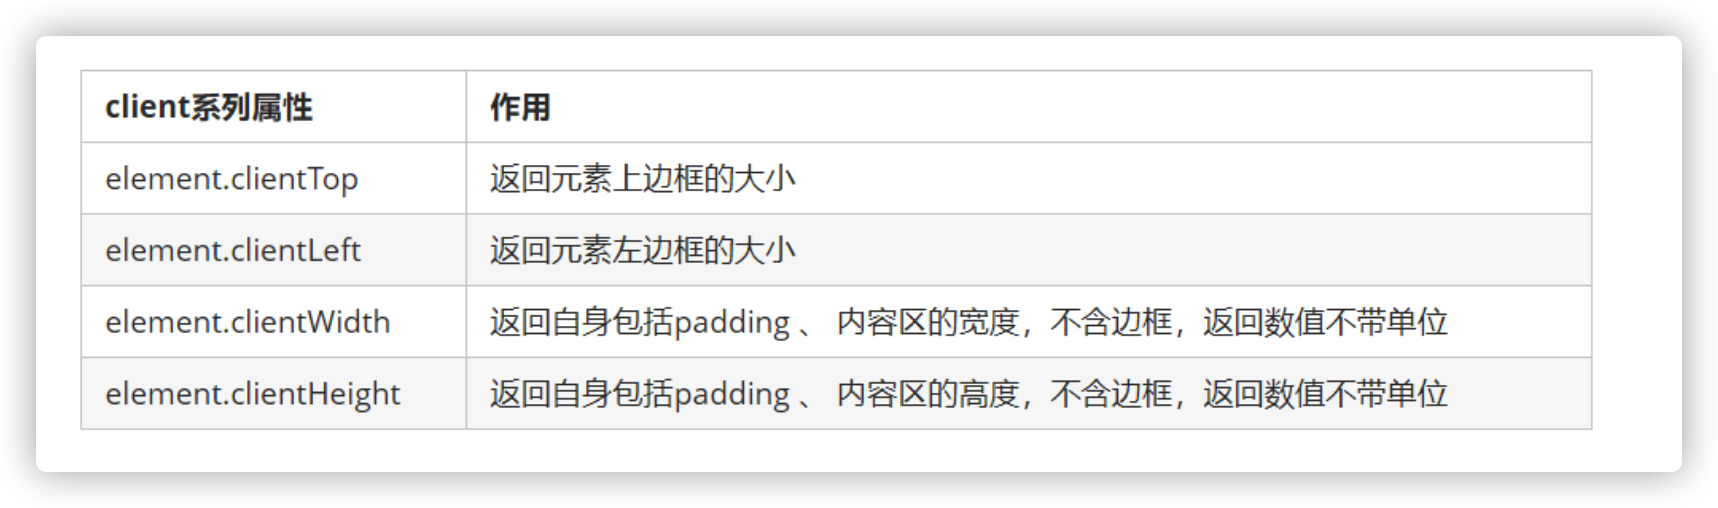 client系列属性 作用
element.clientTop 返回元素上边框的大小
element.clientLeft 返回元素左边框的大小
element.clientWidth 返回自身包括padding 、 内容区的宽度，不含边框，返回数值不带单位
element.clientHeight 返回自身包括padding 、 内容区的高度，不含边框，返回数值不带单位